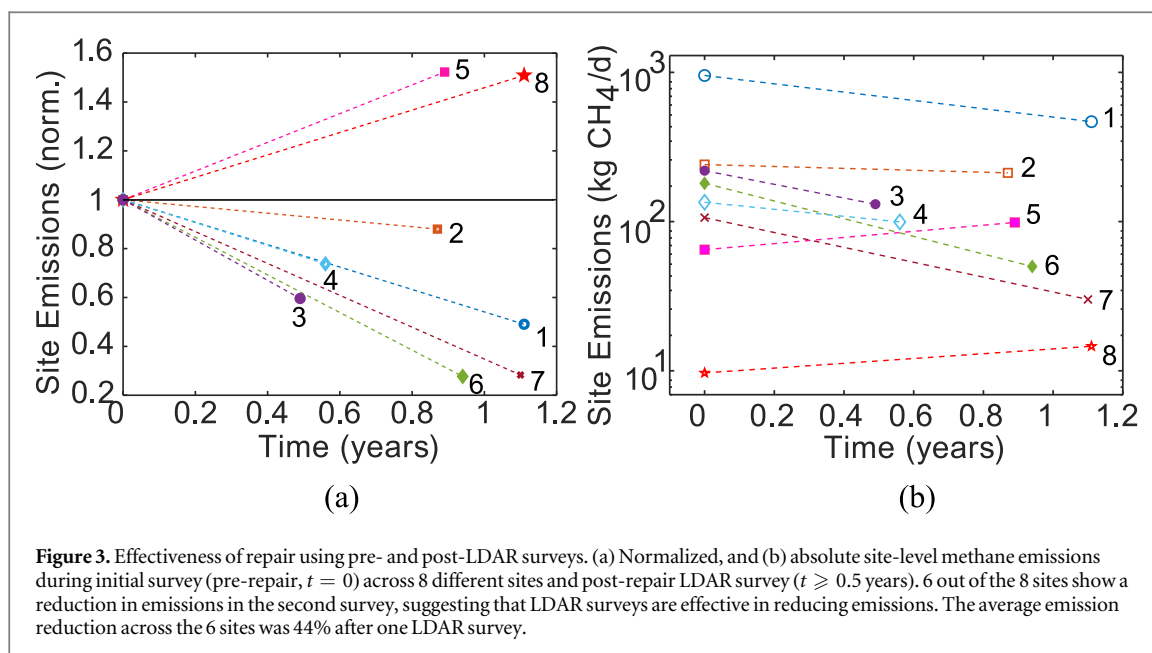 Site Emissions (norm.)
1.6
1.4
1.2
1
0.8
0.6
0.4
0.2
5
8
2
4
3
1
6
7
0 0.2 0.4 0.6 0.8 1 1.2
Time (years)
(a)
Site Emissions (kg CH4/d)
10^3
10^2
10^1
1
2
3
4
5
6
7
8
0 0.2 0.4 0.6 0.8 1 1.2
Time (years)
(b)
Figure 3. Effectiveness of repair using pre- and post-LDAR surveys. (a) Normalized, and (b) absolute site-level methane emissions
during initial survey (pre-repair, t = 0) across 8 different sites and post-repair LDAR survey (t ⩾ 0.5 years). 6 out of the 8 sites show a
reduction in emissions in the second survey, suggesting that LDAR surveys are effective in reducing emissions. The average emission
reduction across the 6 sites was 44% after one LDAR survey.